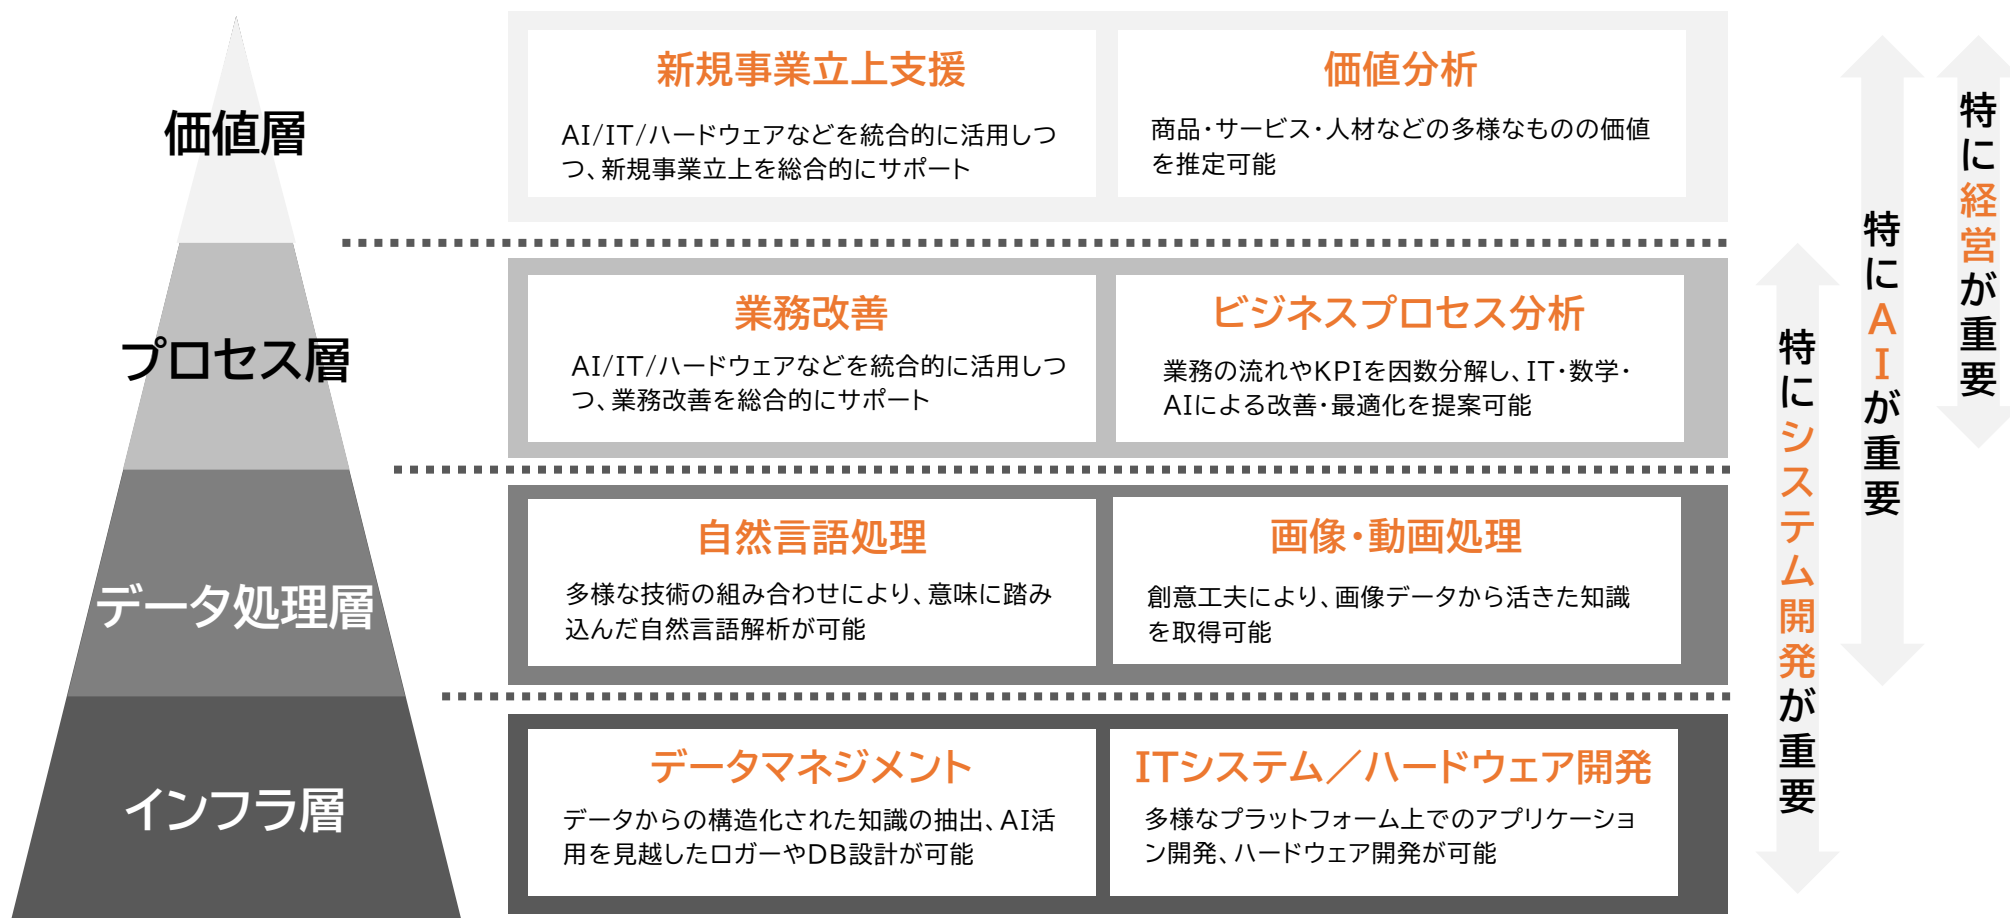 価値層
新規事業立上支援
AI/IT/ハードウェアなどを統合的に活用しつ
つ、新規事業立上を総合的にサポート
価値分析
商品・サービス・人材などの多様なものの価値
を推定可能
プロセス層
業務改善
AI/IT/ハードウェアなどを統合的に活用しつ
つ、業務改善を総合的にサポート
ビジネスプロセス分析
業務の流れやKPIを因数分解し、IT・数学・
AIによる改善・最適化を提案可能
データ処理層
自然言語処理
多様な技術の組み合わせにより、意味に踏み
込んだ自然言語解析が可能
画像・動画処理
創意工夫により、画像データから活きた知識
を取得可能
インフラ層
データマネジメント
データからの構造化された知識の抽出、AI活
用を見越したロガーやDB設計が可能
ITシステム／ハードウェア開発
多様なプラットフォーム上でのアプリケーショ
ン開発、ハードウェア開発が可能
特にシステム開発が重要
特にAIが重要
特に経営が重要